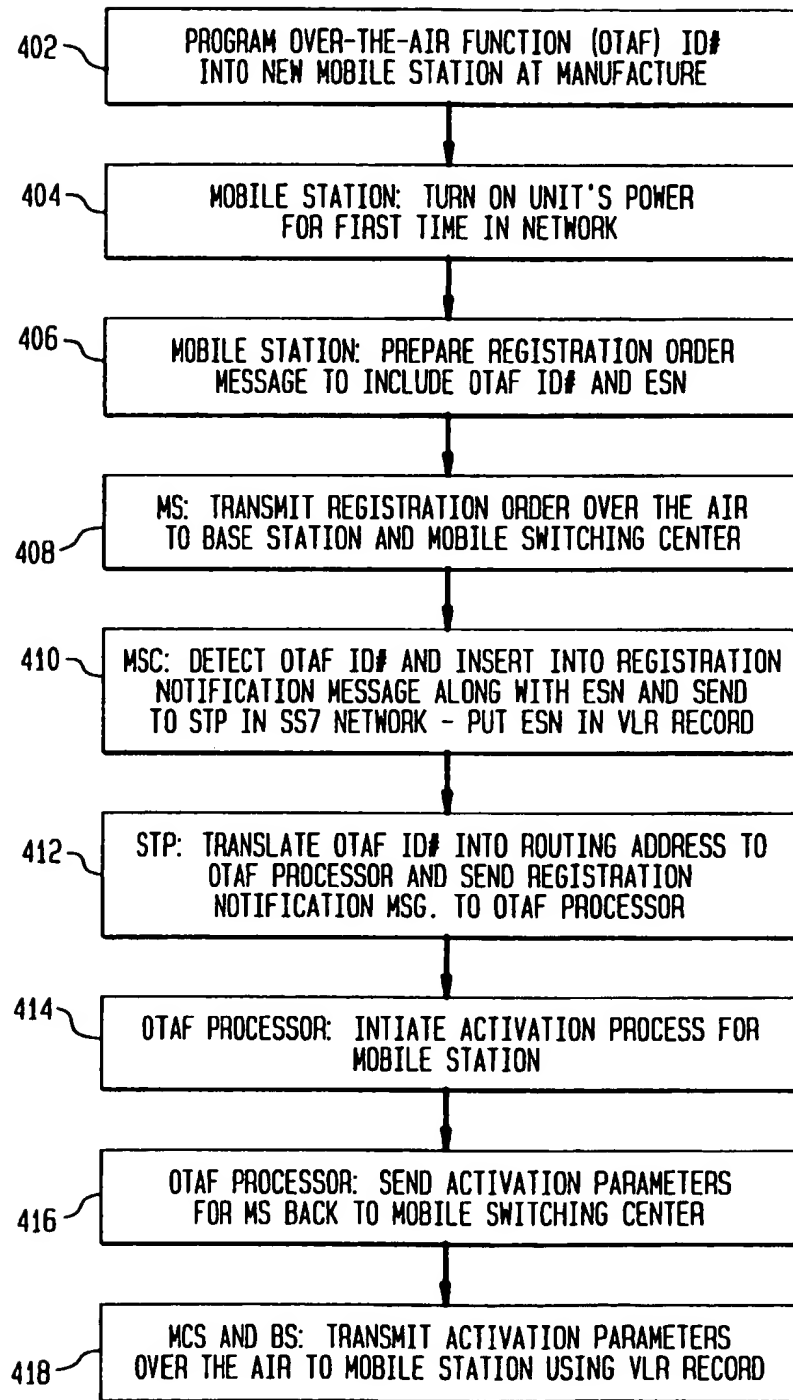 402
PROGRAM OVER-THE-AIR FUNCTION (OTAF) ID#
INTO NEW MOBILE STATION AT MANUFACTURE
404
MOBILE STATION: TURN ON UNIT'S POWER
FOR FIRST TIME IN NETWORK
406
MOBILE STATION: PREPARE REGISTRATION ORDER
MESSAGE TO INCLUDE OTAF ID# AND ESN
408
MS: TRANSMIT REGISTRATION ORDER OVER THE AIR
TO BASE STATION AND MOBILE SWITCHING CENTER
410
MSC: DETECT OTAF ID# AND INSERT INTO REGISTRATION
NOTIFICATION MESSAGE ALONG WITH ESN AND SEND
TO STP IN SS7 NETWORK - PUT ESN IN VLR RECORD
412
STP: TRANSLATE OTAF ID# INTO ROUTING ADDRESS TO
OTAF PROCESSOR AND SEND REGISTRATION
NOTIFICATION MSG. TO OTAF PROCESSOR
414
OTAF PROCESSOR: INTIATE ACTIVATION PROCESS FOR
MOBILE STATION
416
OTAF PROCESSOR: SEND ACTIVATION PARAMETERS
FOR MS BACK TO MOBILE SWITCHING CENTER
418
MCS AND BS: TRANSMIT ACTIVATION PARAMETERS
OVER THE AIR TO MOBILE STATION USING VLR RECORD